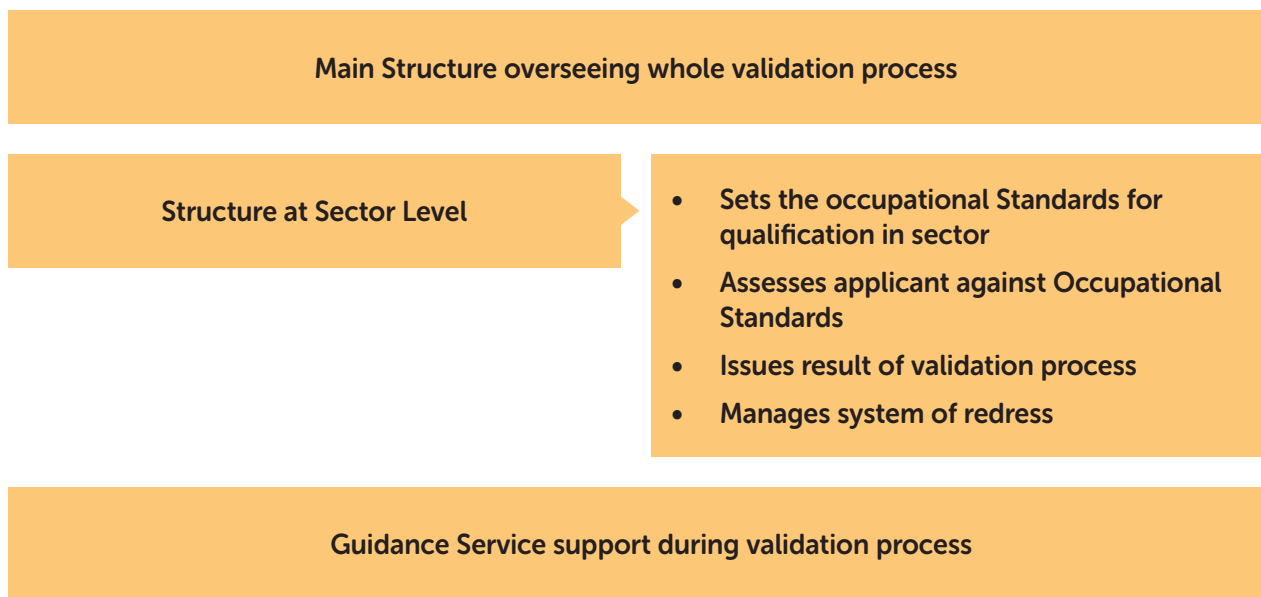 Main Structure overseeing whole validation process
Structure at Sector Level
• Sets the occupational Standards for
qualification in sector
• Assesses applicant against Occupational
Standards
• Issues result of validation process
• Manages system of redress
Guidance Service support during validation process